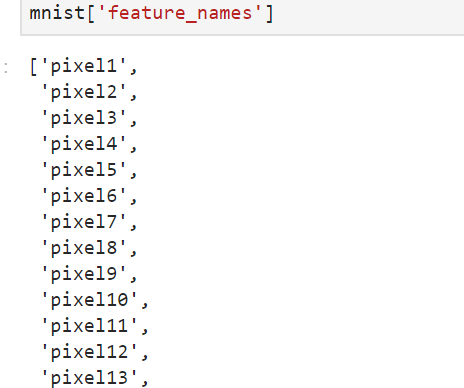 mnist['feature_names']
: ['pixel1',
'pixel2',
'pixel3',
'pixel4',
'pixel5',
'pixel6',
'pixel7',
'pixel8',
'pixel9',
'pixel10',
'pixel11',
'pixel12',
'pixel13',